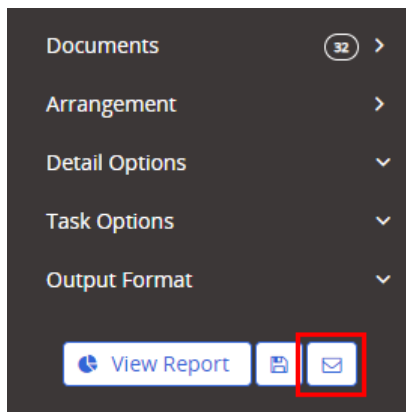 Documents 32
Arrangement
Detail Options
Task Options
Output Format
View Report